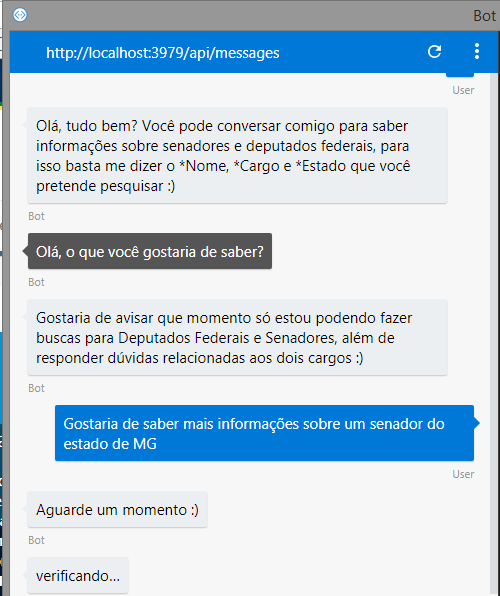 Bot
http://localhost:3979/api/messages
User
Olá, tudo bem? Você pode conversar comigo para saber
informações sobre senadores e deputados federais, para
isso basta me dizer o *Nome, *Cargo e *Estado que você
pretende pesquisar :)
Bot
Olá, o que você gostaria de saber?
Bot
Gostaria de avisar que momento só estou podendo fazer
buscas para Deputados Federais e Senadores, além de
responder dúvidas relacionadas aos dois cargos :)
Bot
Gostaria de saber mais informações sobre um senador do
estado de MG
User
Aguarde um momento :)
Bot
verificando...